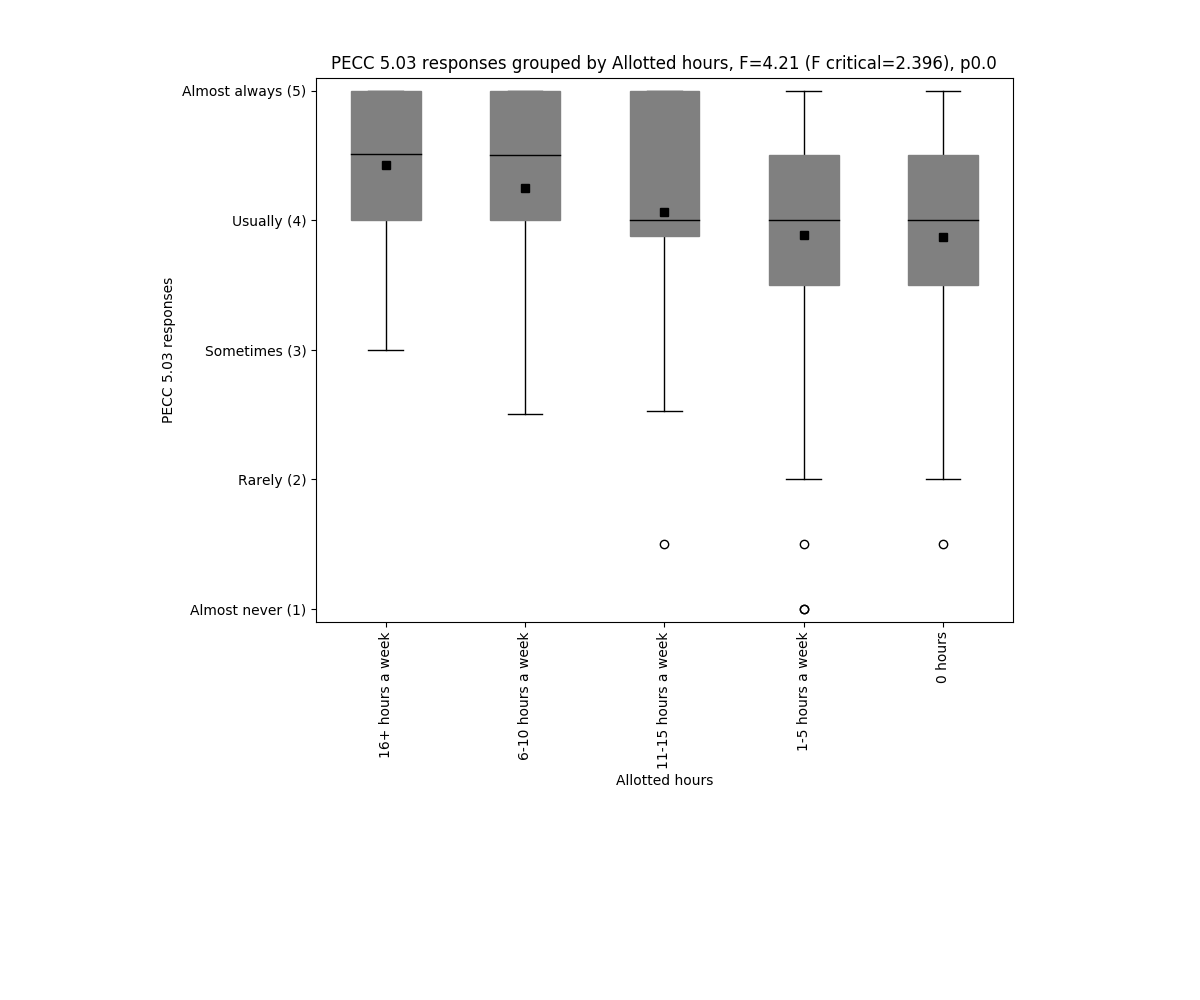 PECC 5.03 responses grouped by Allotted hours, F=4.21 (F critical=2.396), p0.0
Almost always (5)
Usually (4)
Sometimes (3)
Rarely (2)
Almost never (1)
PECC 5.03 responses
16+ hours a week
6-10 hours a week
11-15 hours a week
1-5 hours a week
0 hours
Allotted hours